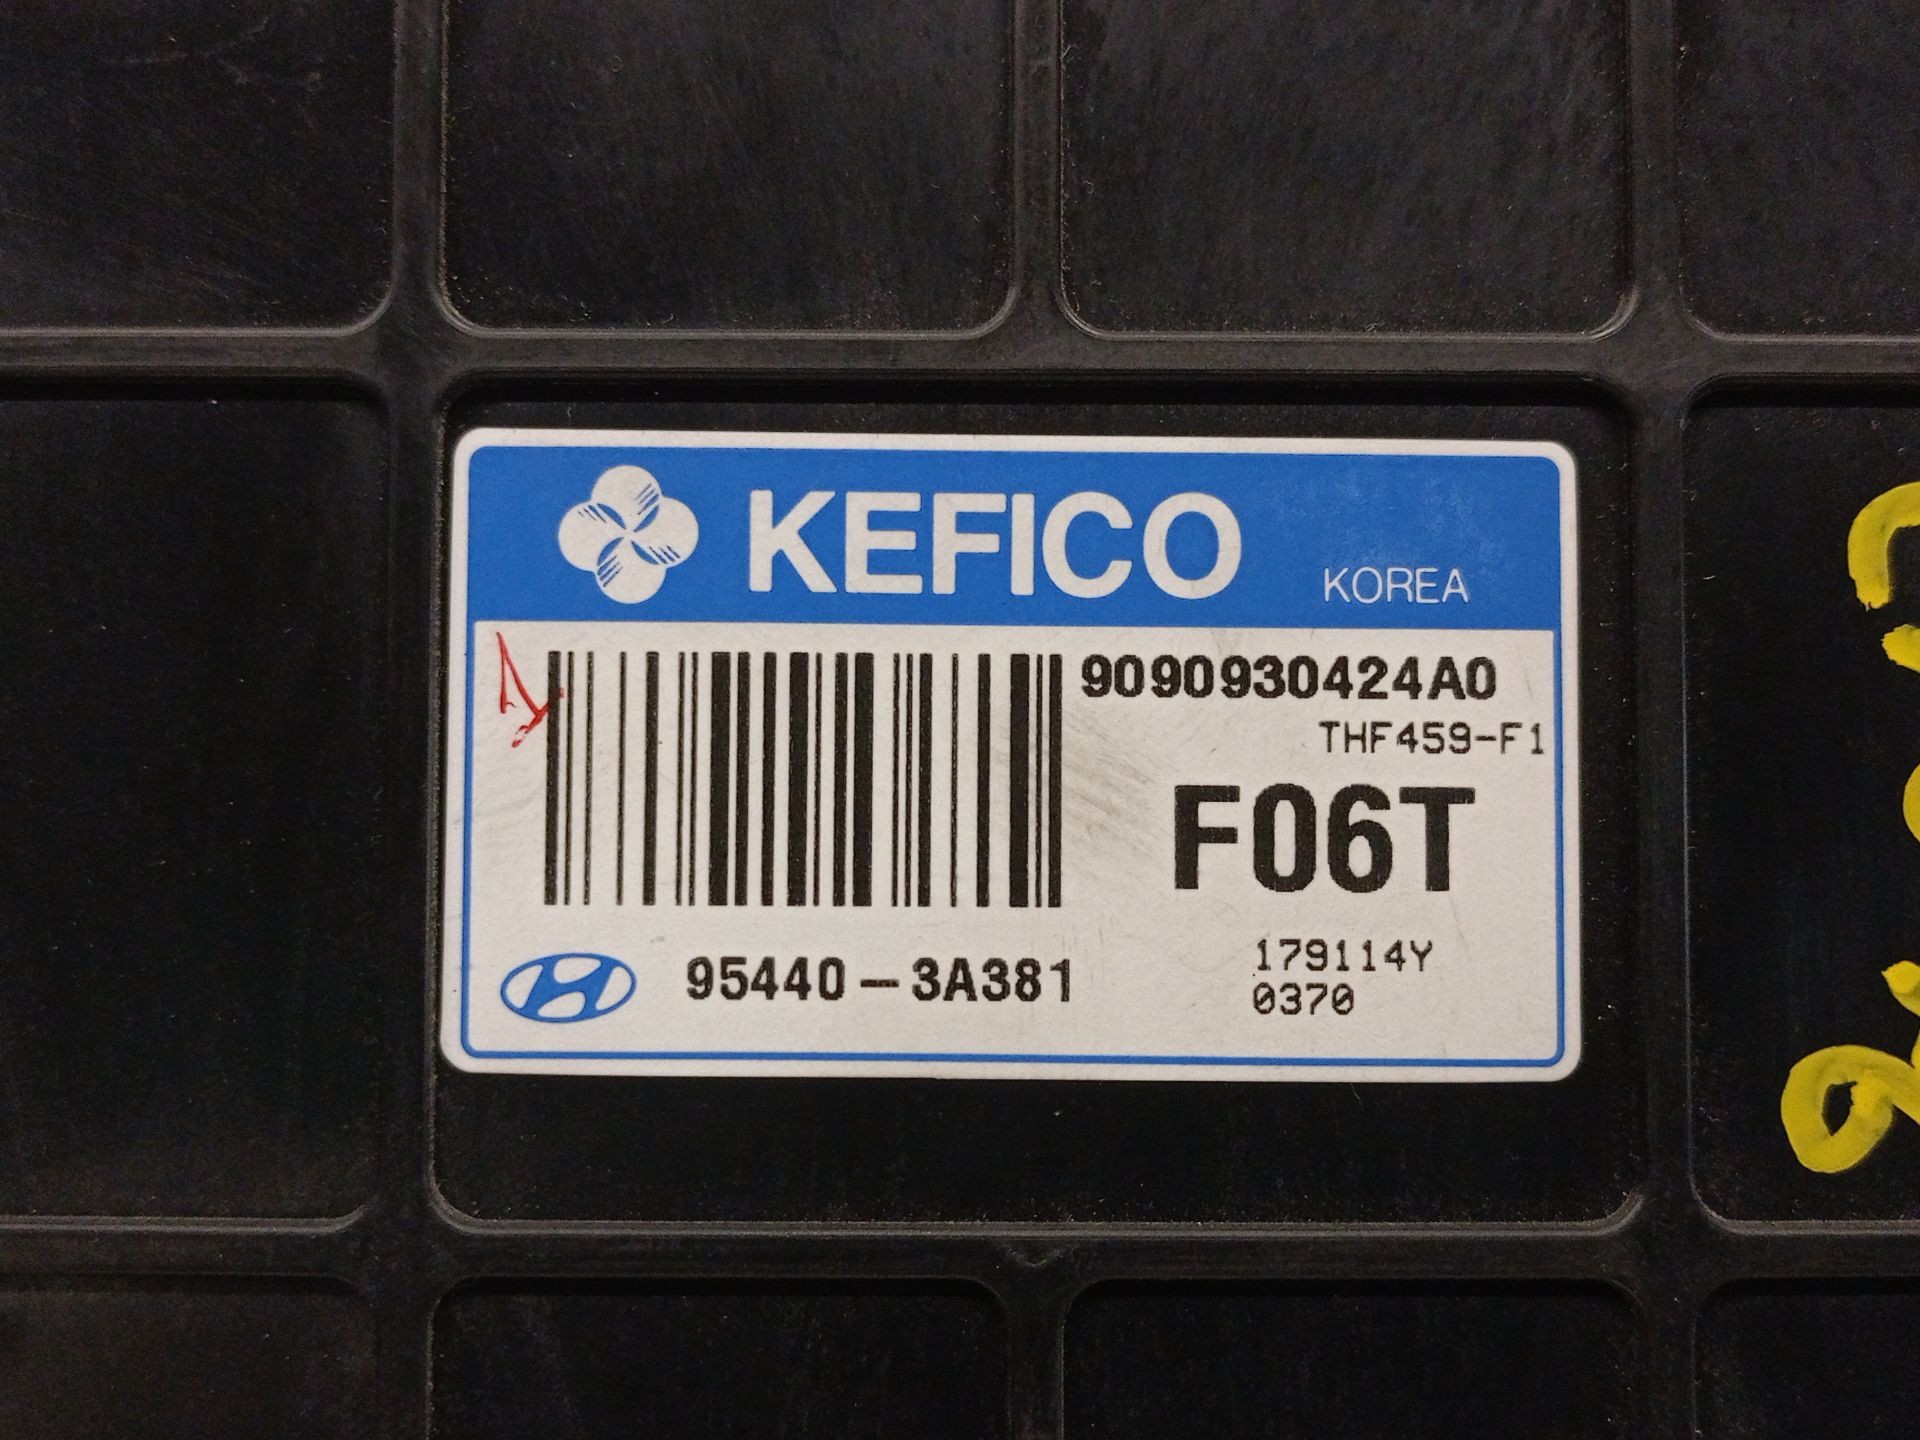 KEFICO
KOREA
9090930424A0
THF459-F1
F06T
95440-3A381
179114Y
0370